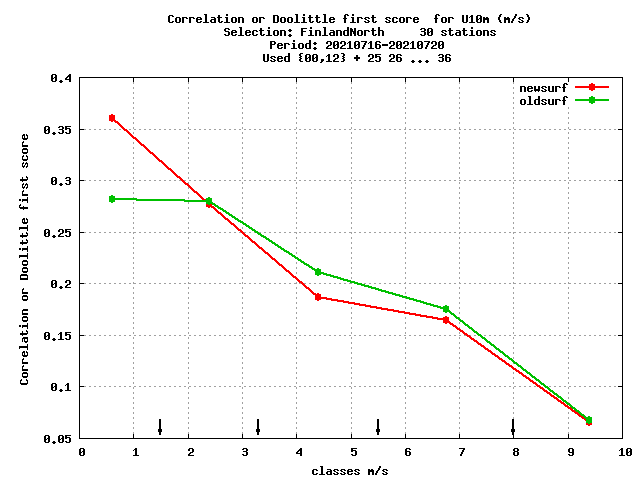 Correlation or Doolittle first score  for U10m (m/s)
Selection: FinlandNorth     30 stations
Period: 20210716-20210720
Used {00,12} + 25 26 ... 36
newsurf
oldsurf
Correlation or Doolittle first score
0.4
0.35
0.3
0.25
0.2
0.15
0.1
0.05
0 1 2 3 4 5 6 7 8 9 10
classes m/s